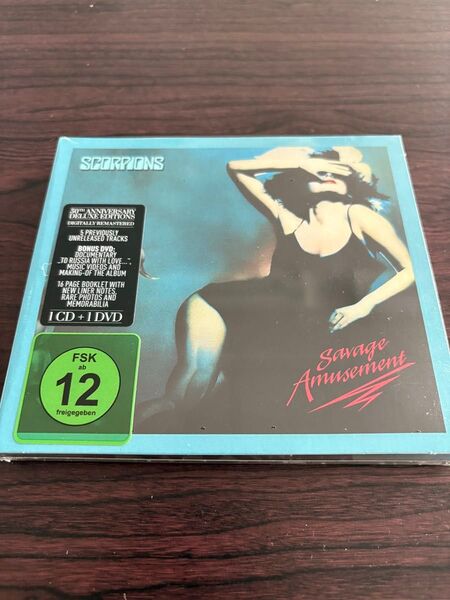 SCORPIONS
50TH ANNIVERSARY
DELUXE EDITIONS
DIGITALLY REMASTERED
5 PREVIOUSLY
UNRELEASED TRACKS
BONUS DVD:
DOCUMENTARY
„TO RUSSIA WITH LOVE...",
MUSIC VIDEOS AND
MAKING-OF THE ALBUM
16 PAGE BOOKLET WITH
NEW LINER NOTES,
RARE PHOTOS AND
MEMORABILIA
1 CD + 1 DVD
FSK
ab
12
freigegeben
Savage
Amusement